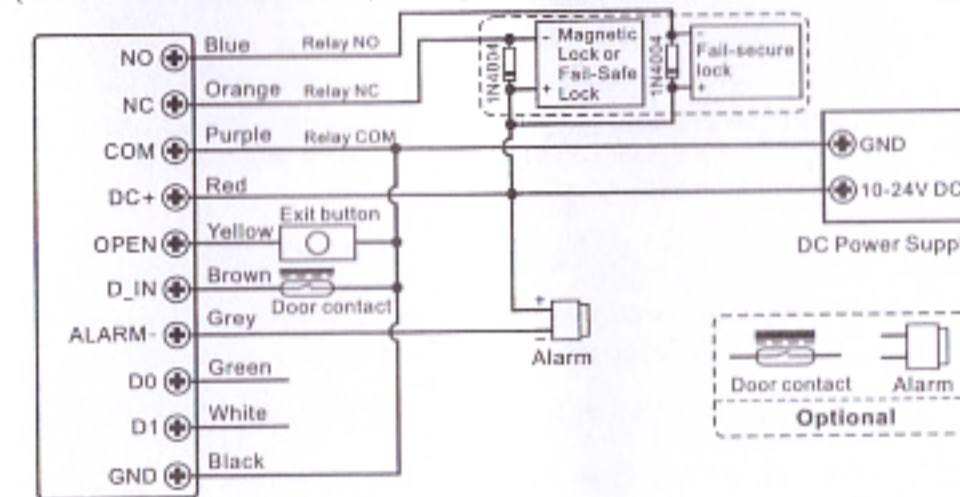 NO Blue Relay NO
NC Orange Relay NC
COM Purple Relay COM
DC+ Red
OPEN Yellow Exit button
D_IN Brown Door contact
ALARM- Grey
D0 Green
D1 White
GND Black
1N4004
- Magnetic
Lock or
Fail-Safe
+ Lock
1N4004
- Fail-secure
lock
+
GND
10-24V DC
DC Power Suppl
+
-
Alarm
Door contact Alarm
Optional